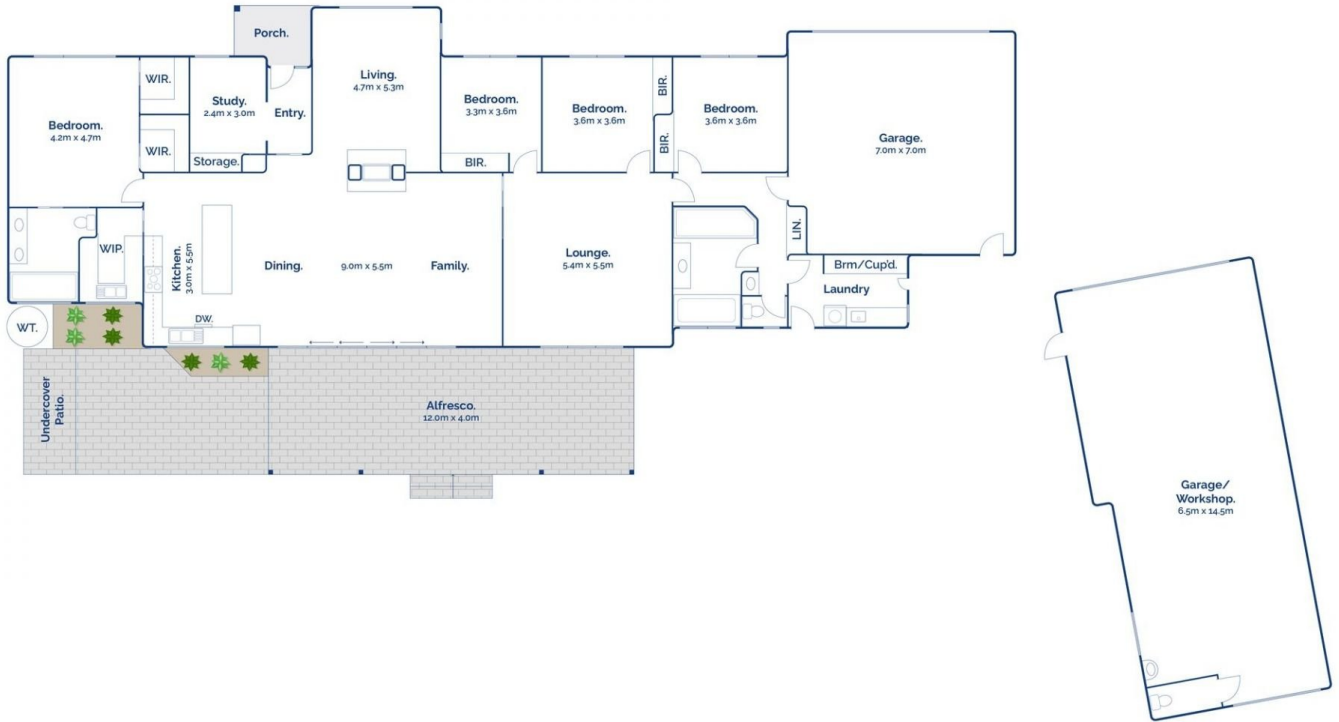 Porch.
WIR.
Living.
4.7m x 5.3m
Study.
2.4m x 3.0m
Entry.
Bedroom.
4.2m x 4.7m
WIR.
Storage.
Bedroom.
3.3m x 3.6m
BIR.
Bedroom.
3.6m x 3.6m
BIR.
BIR.
Bedroom.
3.6m x 3.6m
Garage.
7.0m x 7.0m
WIP.
Kitchen.
3.0m x 5.5m
Dining.
9.0m x 5.5m
Family.
Lounge.
5.4m x 5.5m
LIN.
Brm/Cup'd.
Laundry
DW.
WT.
Undercover
Patio.
Alfresco.
12.0m x 4.0m
Garage/
Workshop.
6.5m x 14.5m